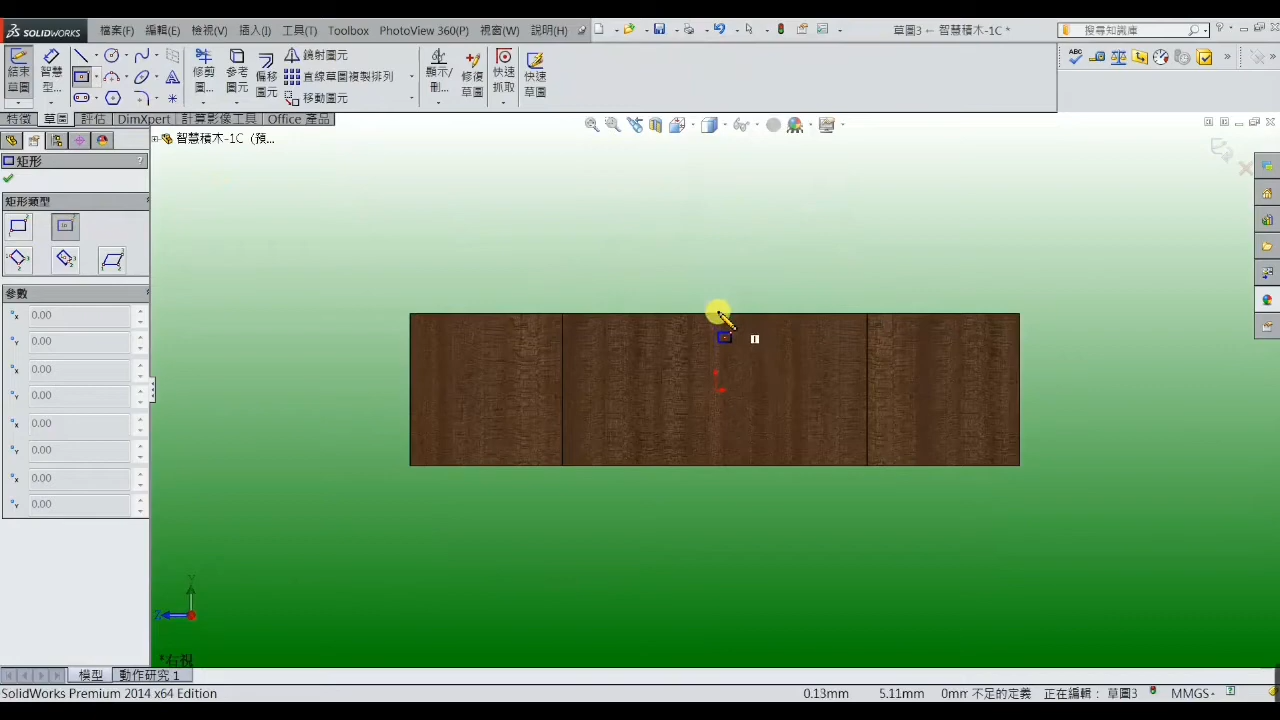 SOLIDWORKS 檔案(F) 編輯(E) 檢視(V) 插入(I) 工具(T) Toolbox PhotoView 360(P) 視窗(W) 說明(H) 草圖3 ← 智慧積木-1C * 搜尋知識庫
結束草圖 智慧型... 修剪圖... 參考圖元 偏移圖元 鏡射圖元 顯示/刪... 修復草圖 快速抓取 快速草圖
直線草圖複製排列
移動圖元
特徵 草圖 評估 DimXpert 計算影像工具 Office 產品
智慧積木-1C (預...
矩形 ?
矩形類型
參數
x 0.00
Y 0.00
x 0.00
Y 0.00
x 0.00
Y 0.00
x 0.00
Y 0.00
Y
Z
*右視
模型 動作研究 1
SolidWorks Premium 2014 x64 Edition 0.13mm 5.11mm 0mm 不足的定義 正在編輯： 草圖3 MMGS